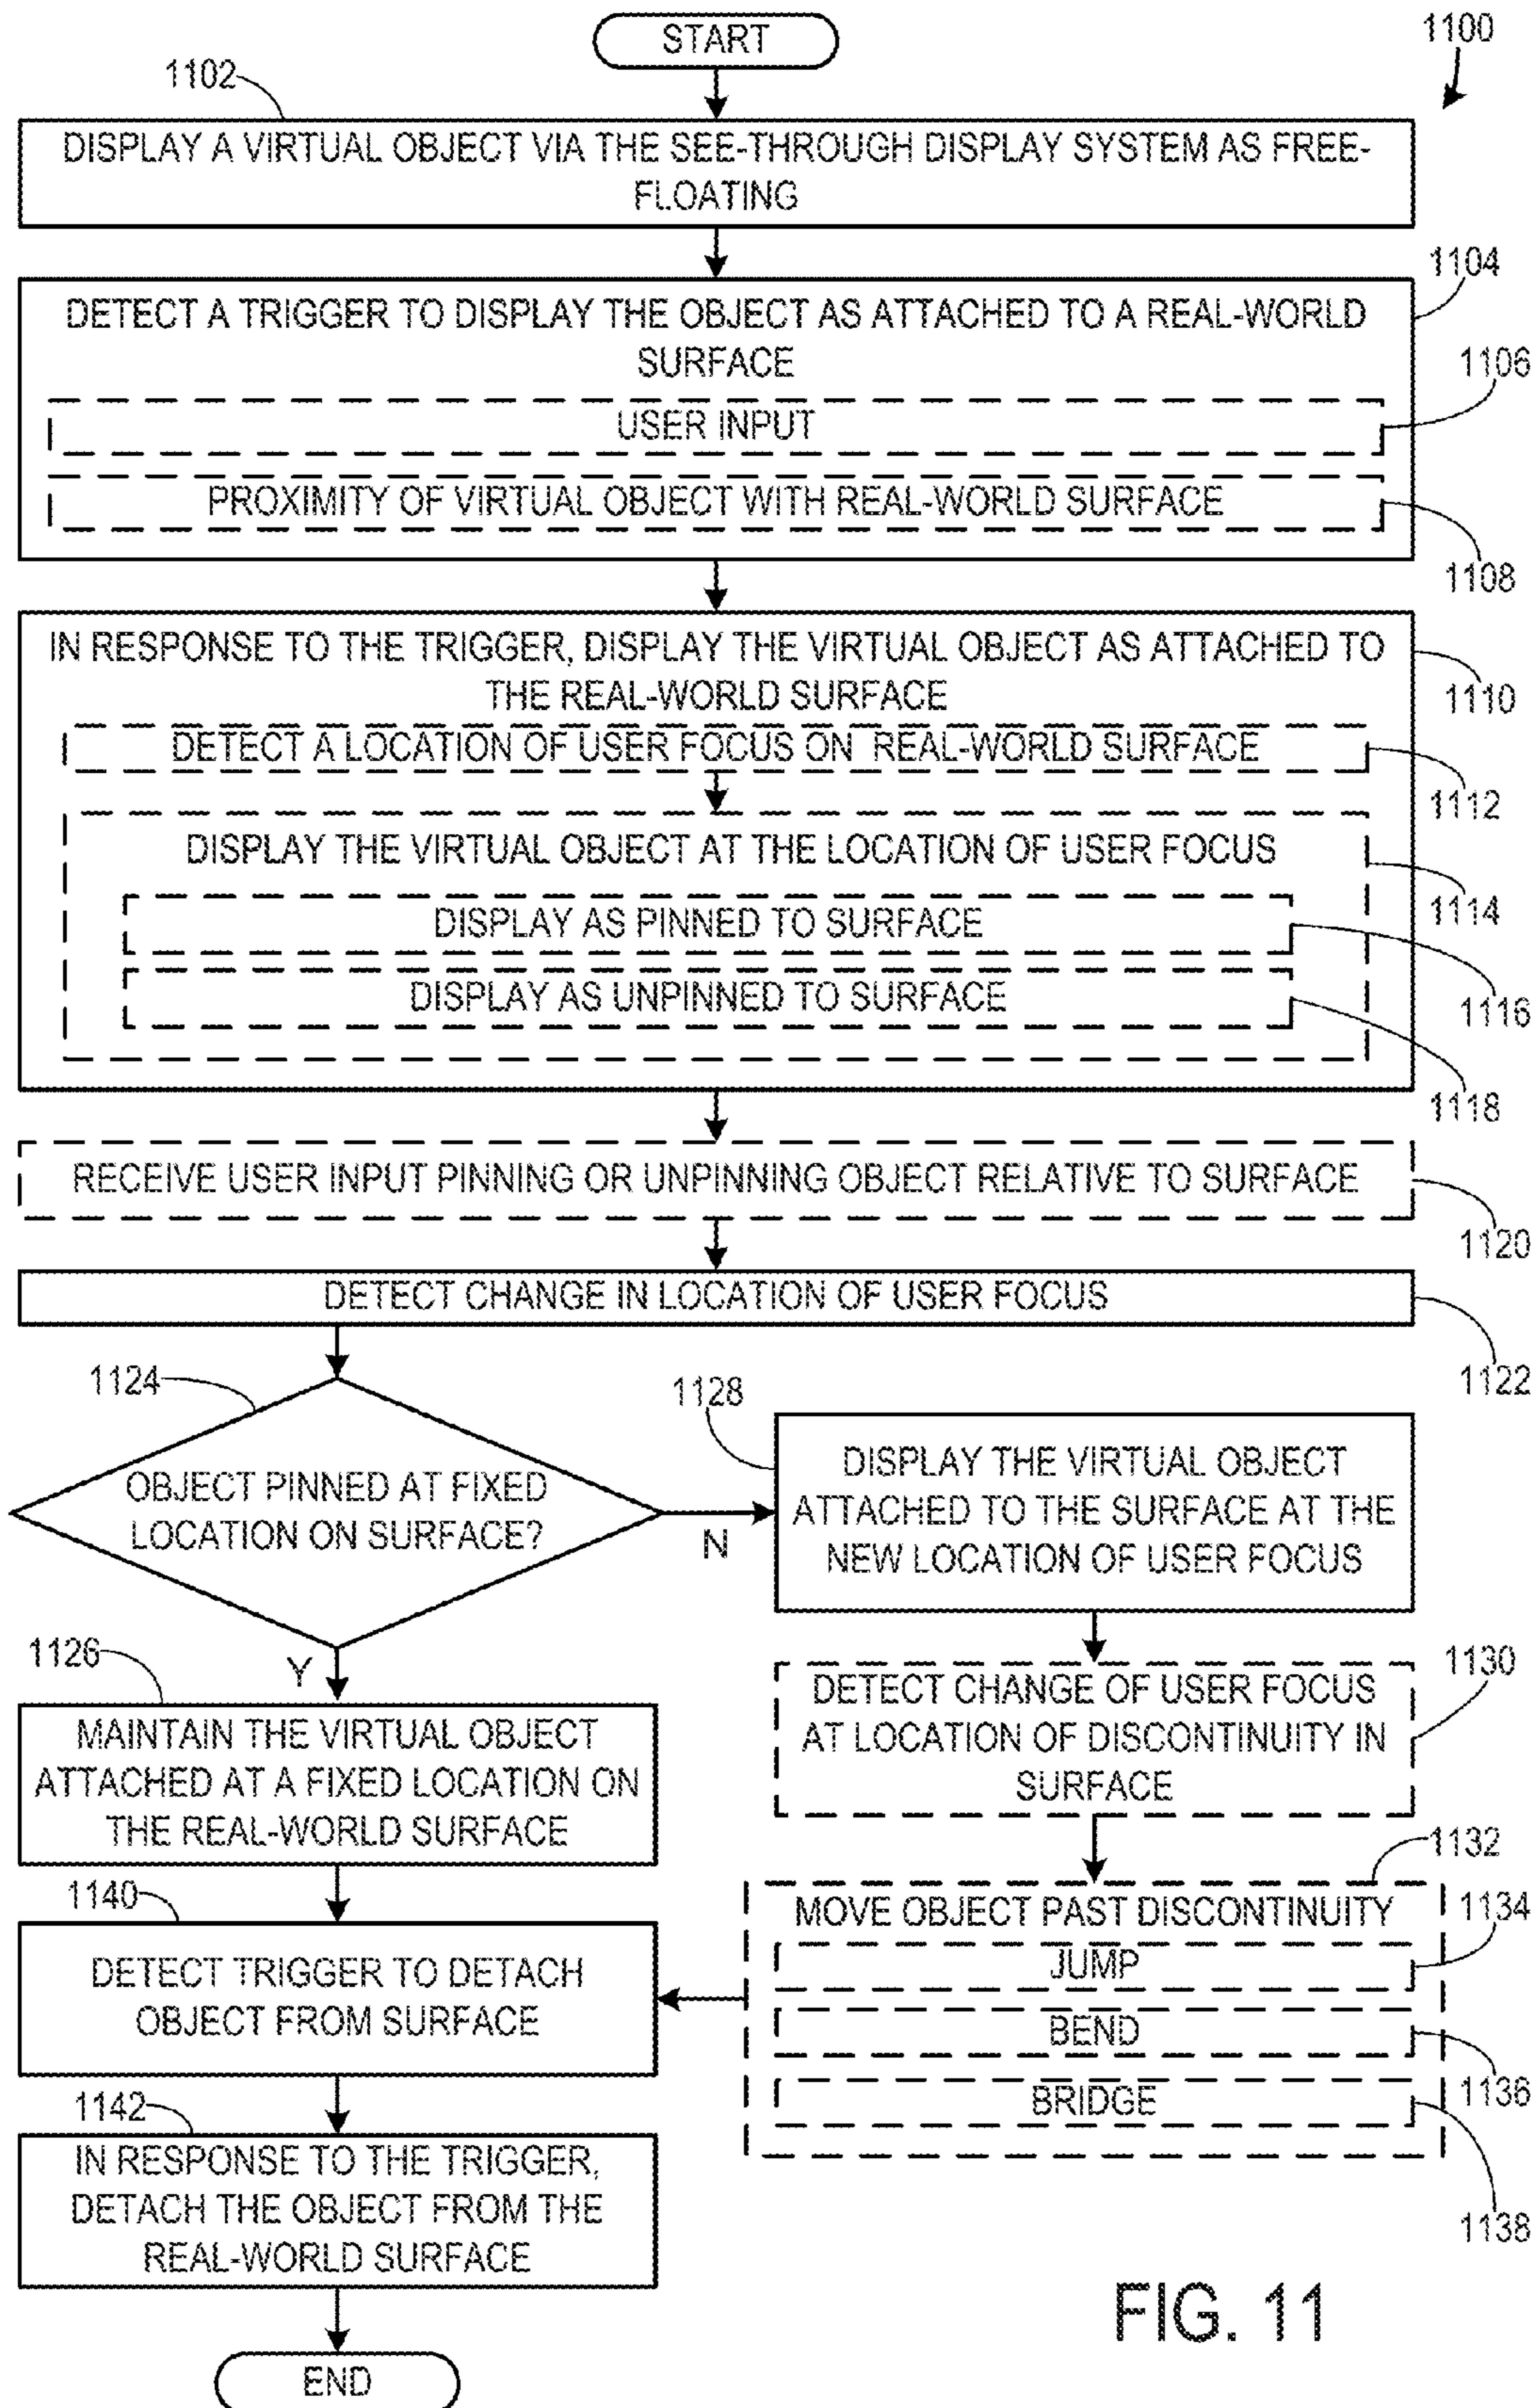 START
1100
1102
DISPLAY A VIRTUAL OBJECT VIA THE SEE-THROUGH DISPLAY SYSTEM AS FREE-
FLOATING
1104
DETECT A TRIGGER TO DISPLAY THE OBJECT AS ATTACHED TO A REAL-WORLD
SURFACE
1106
USER INPUT
PROXIMITY OF VIRTUAL OBJECT WITH REAL-WORLD SURFACE
1108
IN RESPONSE TO THE TRIGGER, DISPLAY THE VIRTUAL OBJECT AS ATTACHED TO
THE REAL-WORLD SURFACE
1110
DETECT A LOCATION OF USER FOCUS ON REAL-WORLD SURFACE
1112
DISPLAY THE VIRTUAL OBJECT AT THE LOCATION OF USER FOCUS
1114
DISPLAY AS PINNED TO SURFACE
1116
DISPLAY AS UNPINNED TO SURFACE
1118
RECEIVE USER INPUT PINNING OR UNPINNING OBJECT RELATIVE TO SURFACE
1120
DETECT CHANGE IN LOCATION OF USER FOCUS
1122
1124
OBJECT PINNED AT FIXED
LOCATION ON SURFACE?
N
Y
1128
DISPLAY THE VIRTUAL OBJECT
ATTACHED TO THE SURFACE AT THE
NEW LOCATION OF USER FOCUS
1126
MAINTAIN THE VIRTUAL OBJECT
ATTACHED AT A FIXED LOCATION ON
THE REAL-WORLD SURFACE
1130
DETECT CHANGE OF USER FOCUS
AT LOCATION OF DISCONTINUITY IN
SURFACE
1132
MOVE OBJECT PAST DISCONTINUITY
1134
JUMP
BEND
1136
BRIDGE
1138
1140
DETECT TRIGGER TO DETACH
OBJECT FROM SURFACE
1142
IN RESPONSE TO THE TRIGGER,
DETACH THE OBJECT FROM THE
REAL-WORLD SURFACE
END
FIG. 11